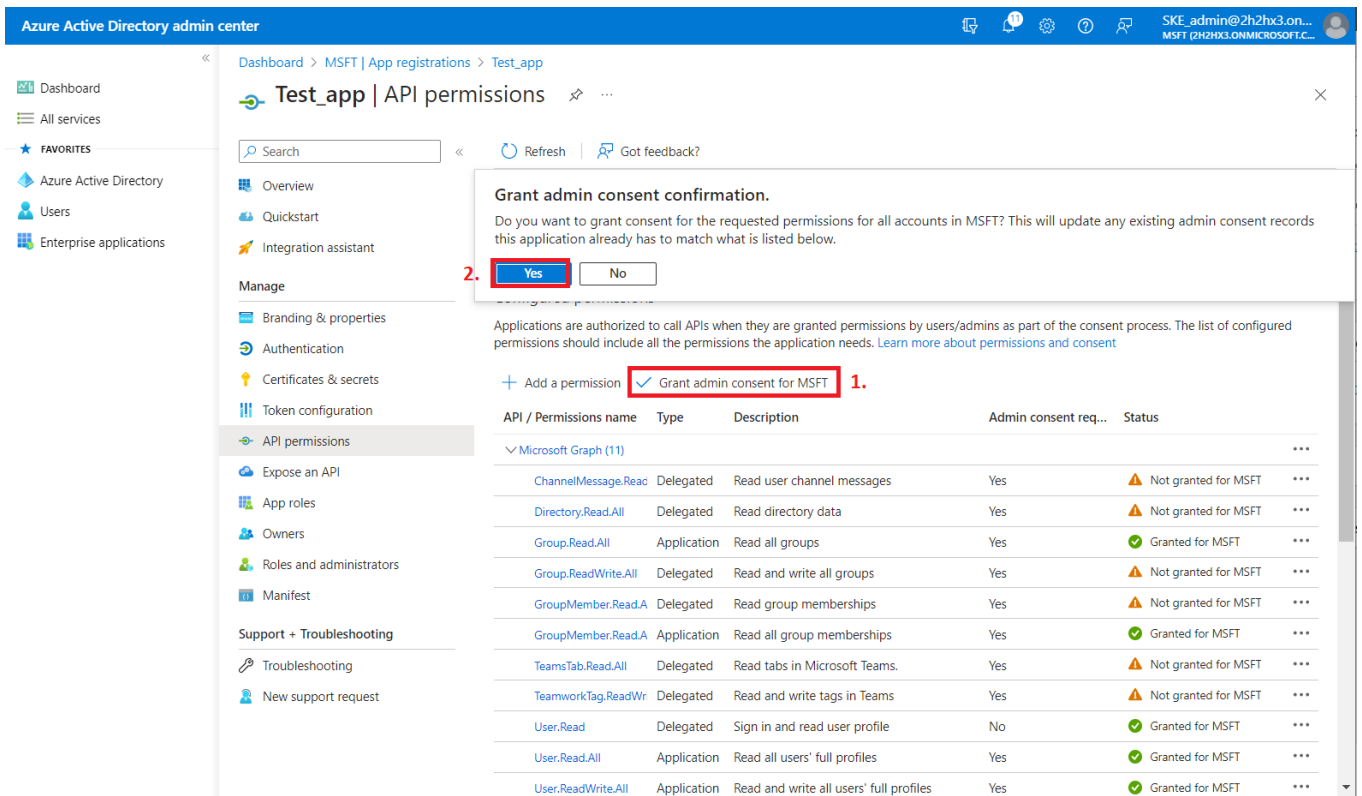 Azure Active Directory admin center
11
SKE_admin@2h2hx3.on...
MSFT (2H2HX3.ONMICROSOFT.C...
«
Dashboard
All services
FAVORITES
Azure Active Directory
Users
Enterprise applications
Dashboard > MSFT | App registrations > Test_app
Test_app | API permissions ...
Search
«
Overview
Quickstart
Integration assistant
Manage
Branding & properties
Authentication
Certificates & secrets
Token configuration
API permissions
Expose an API
App roles
Owners
Roles and administrators
Manifest
Support + Troubleshooting
Troubleshooting
New support request
Refresh | Got feedback?
Grant admin consent confirmation.
Do you want to grant consent for the requested permissions for all accounts in MSFT? This will update any existing admin consent records
this application already has to match what is listed below.
2. Yes No
Configured permissions
Applications are authorized to call APIs when they are granted permissions by users/admins as part of the consent process. The list of configured
permissions should include all the permissions the application needs. Learn more about permissions and consent
Add a permission Grant admin consent for MSFT 1.
API / Permissions name Type Description Admin consent req... Status
Microsoft Graph (11) ...
ChannelMessage.Read Delegated Read user channel messages Yes Not granted for MSFT ...
Directory.Read.All Delegated Read directory data Yes Not granted for MSFT ...
Group.Read.All Application Read all groups Yes Granted for MSFT ...
Group.ReadWrite.All Delegated Read and write all groups Yes Not granted for MSFT ...
GroupMember.Read.A Delegated Read group memberships Yes Not granted for MSFT ...
GroupMember.Read.A Application Read all group memberships Yes Granted for MSFT ...
TeamsTab.Read.All Delegated Read tabs in Microsoft Teams. Yes Not granted for MSFT ...
TeamworkTag.ReadWr Delegated Read and write tags in Teams Yes Not granted for MSFT ...
User.Read Delegated Sign in and read user profile No Granted for MSFT ...
User.Read.All Application Read all users' full profiles Yes Granted for MSFT ...
User.ReadWrite.All Application Read and write all users' full profiles Yes Granted for MSFT ...